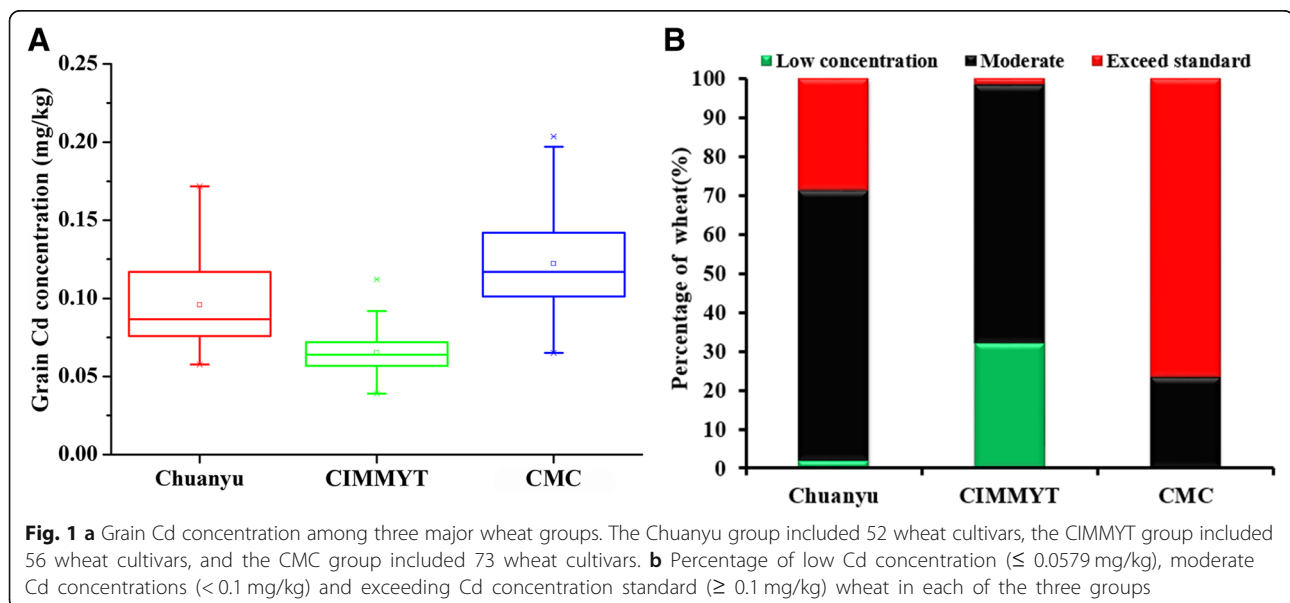 A
B
Low concentration Moderate Exceed standard
Grain Cd concentration (mg/kg)
0.25
0.20
0.15
0.10
0.05
0.00
Chuanyu CIMMYT CMC
Percentage of wheat(%)
100
90
80
70
60
50
40
30
20
10
0
Chuanyu CIMMYT CMC
Fig. 1 a Grain Cd concentration among three major wheat groups. The Chuanyu group included 52 wheat cultivars, the CIMMYT group included
56 wheat cultivars, and the CMC group included 73 wheat cultivars. b Percentage of low Cd concentration (≤ 0.0579 mg/kg), moderate
Cd concentrations (< 0.1 mg/kg) and exceeding Cd concentration standard (≥ 0.1 mg/kg) wheat in each of the three groups